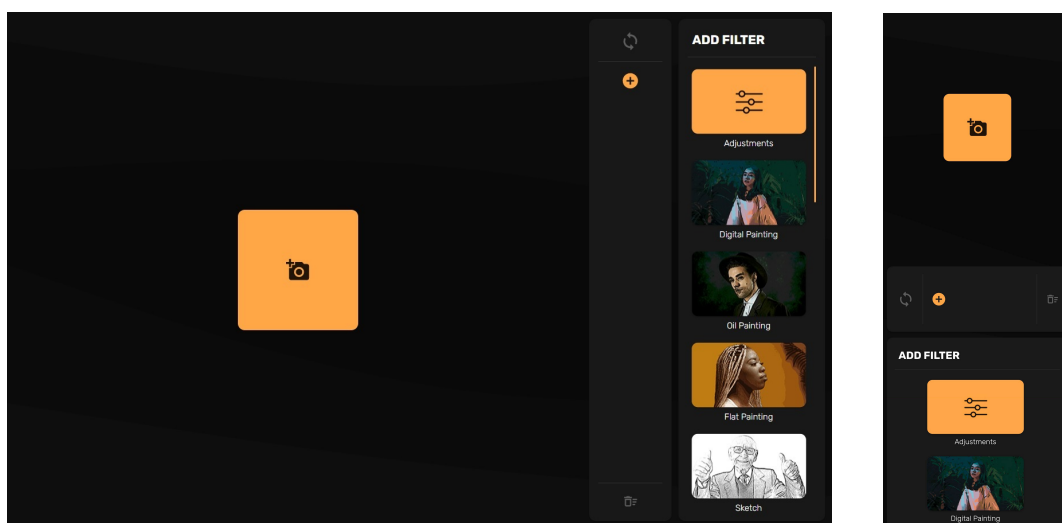 ADD FILTER
Adjustments
Digital Painting
Oil Painting
Flat Painting
Sketch
ADD FILTER
Adjustments
Digital Painting